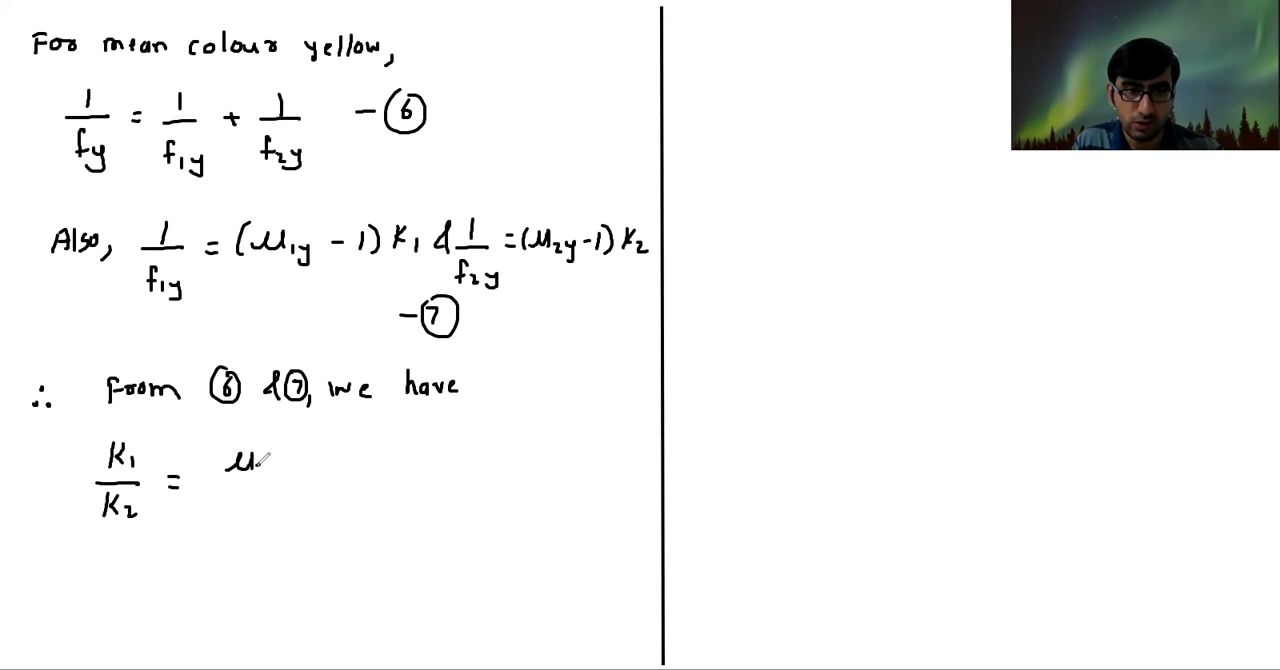 For mean colour yellow,
1/fy = 1/f₁y + 1/f₂y — ⑥
Also, 1/f₁y = (μ₁y - 1) K₁ & 1/f₂y = (μ₂y - 1) K₂
— ⑦
∴ From ⑥ & ⑦, we have
K₁/K₂ = μ